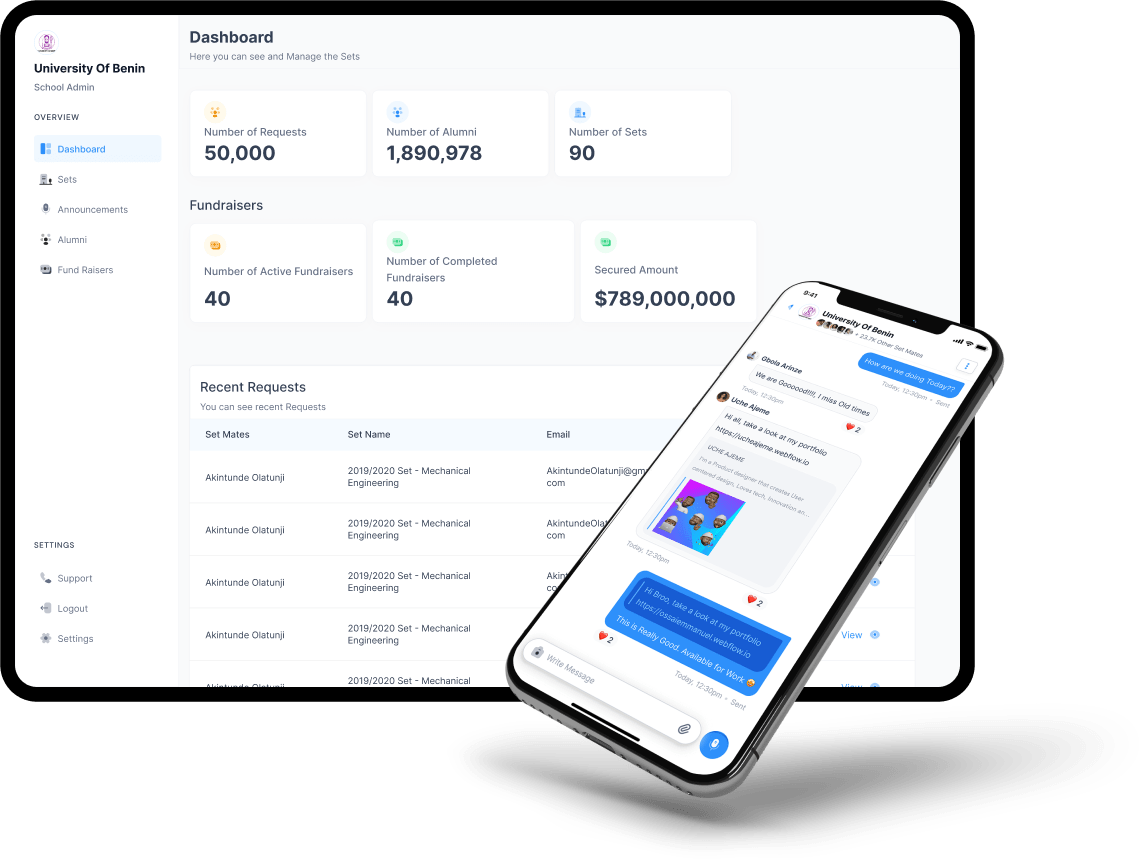 University Of Benin
School Admin
OVERVIEW
Dashboard
Sets
Announcements
Alumni
Fund Raisers
SETTINGS
Support
Logout
Settings
Dashboard
Here you can see and Manage the Sets
Number of Requests
50,000
Number of Alumni
1,890,978
Number of Sets
90
Fundraisers
Number of Active Fundraisers
40
Number of Completed
Fundraisers
40
Secured Amount
$789,000,000
Recent Requests
You can see recent Requests
Set Mates
Set Name
Email
Akintunde Olatunji
2019/2020 Set - Mechanical
Engineering
AkintundeOlatunji@gm
com
Akintunde Olatunji
2019/2020 Set - Mechanical
Engineering
com
Akintunde Olatunji
2019/2020 Set - Mechanical
Engineering
Akintunde Olatunji
2019/2020 Set - Mechanical
Engineering
View
Akintunde Olatunji
2019/2020 Set - Mechanical
View
9:41
University Of Benin
+ 23.7K Other Set Mates
How are we doing Today??
Today, 12:30pm • Sent
Gbola Arinze
We are Goooood!!!!, I miss Old times
Today, 12:30pm
❤️ 2
Uche Ajeme
Hi all, take a look at my portfolio
https://ucheajeme.webflow.io
UCHE AJEME
I'm a Product designer that creates User
centered design, Loves tech, innovation an...
Today, 12:30pm
❤️ 2
Hi Broo, take a look at my portfolio
https://ossaiemmanuel.webflow.io
This is Really Good. Available for Work
❤️ 2
Today, 12:30pm • Sent
Write Message